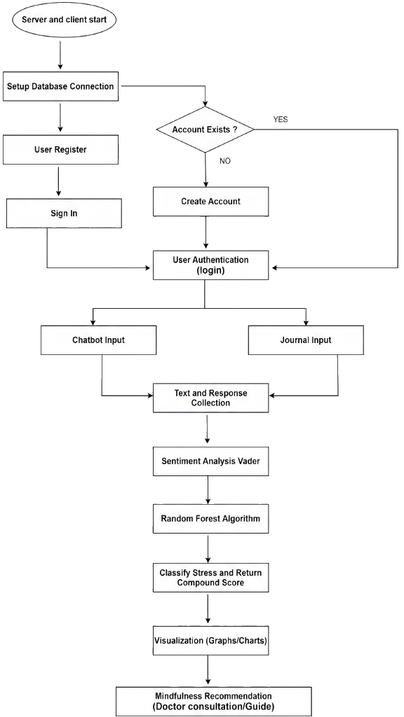 Server and client start
Setup Database Connection
Account Exists ?
YES
User Register
NO
Create Account
Sign In
User Authentication
(login)
Chatbot Input
Journal Input
Text and Response
Collection
Sentiment Analysis Vader
Random Forest Algorithm
Classify Stress and Return
Compound Score
Visualization (Graphs/Charts)
Mindfulness Recommendation
(Doctor consultation/Guide)